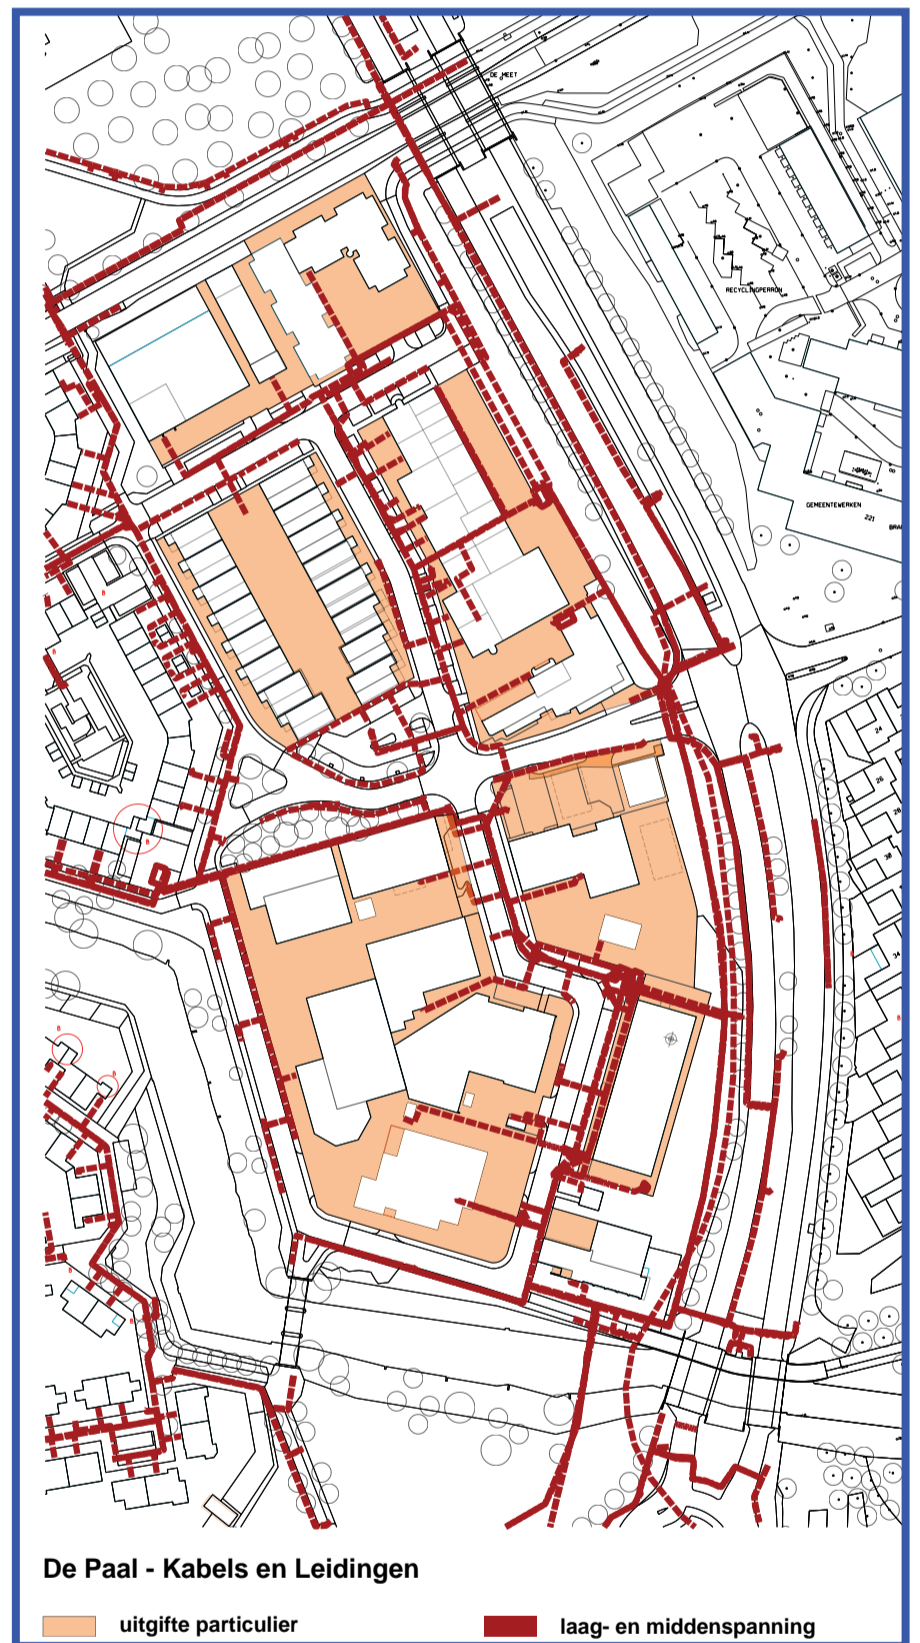 DE MEET
RECYCLINGPERRON
GEMEENTEWERKEN
221
24
26
28
34
De Paal - Kabels en Leidingen
uitgifte particulier
laag- en middenspanning